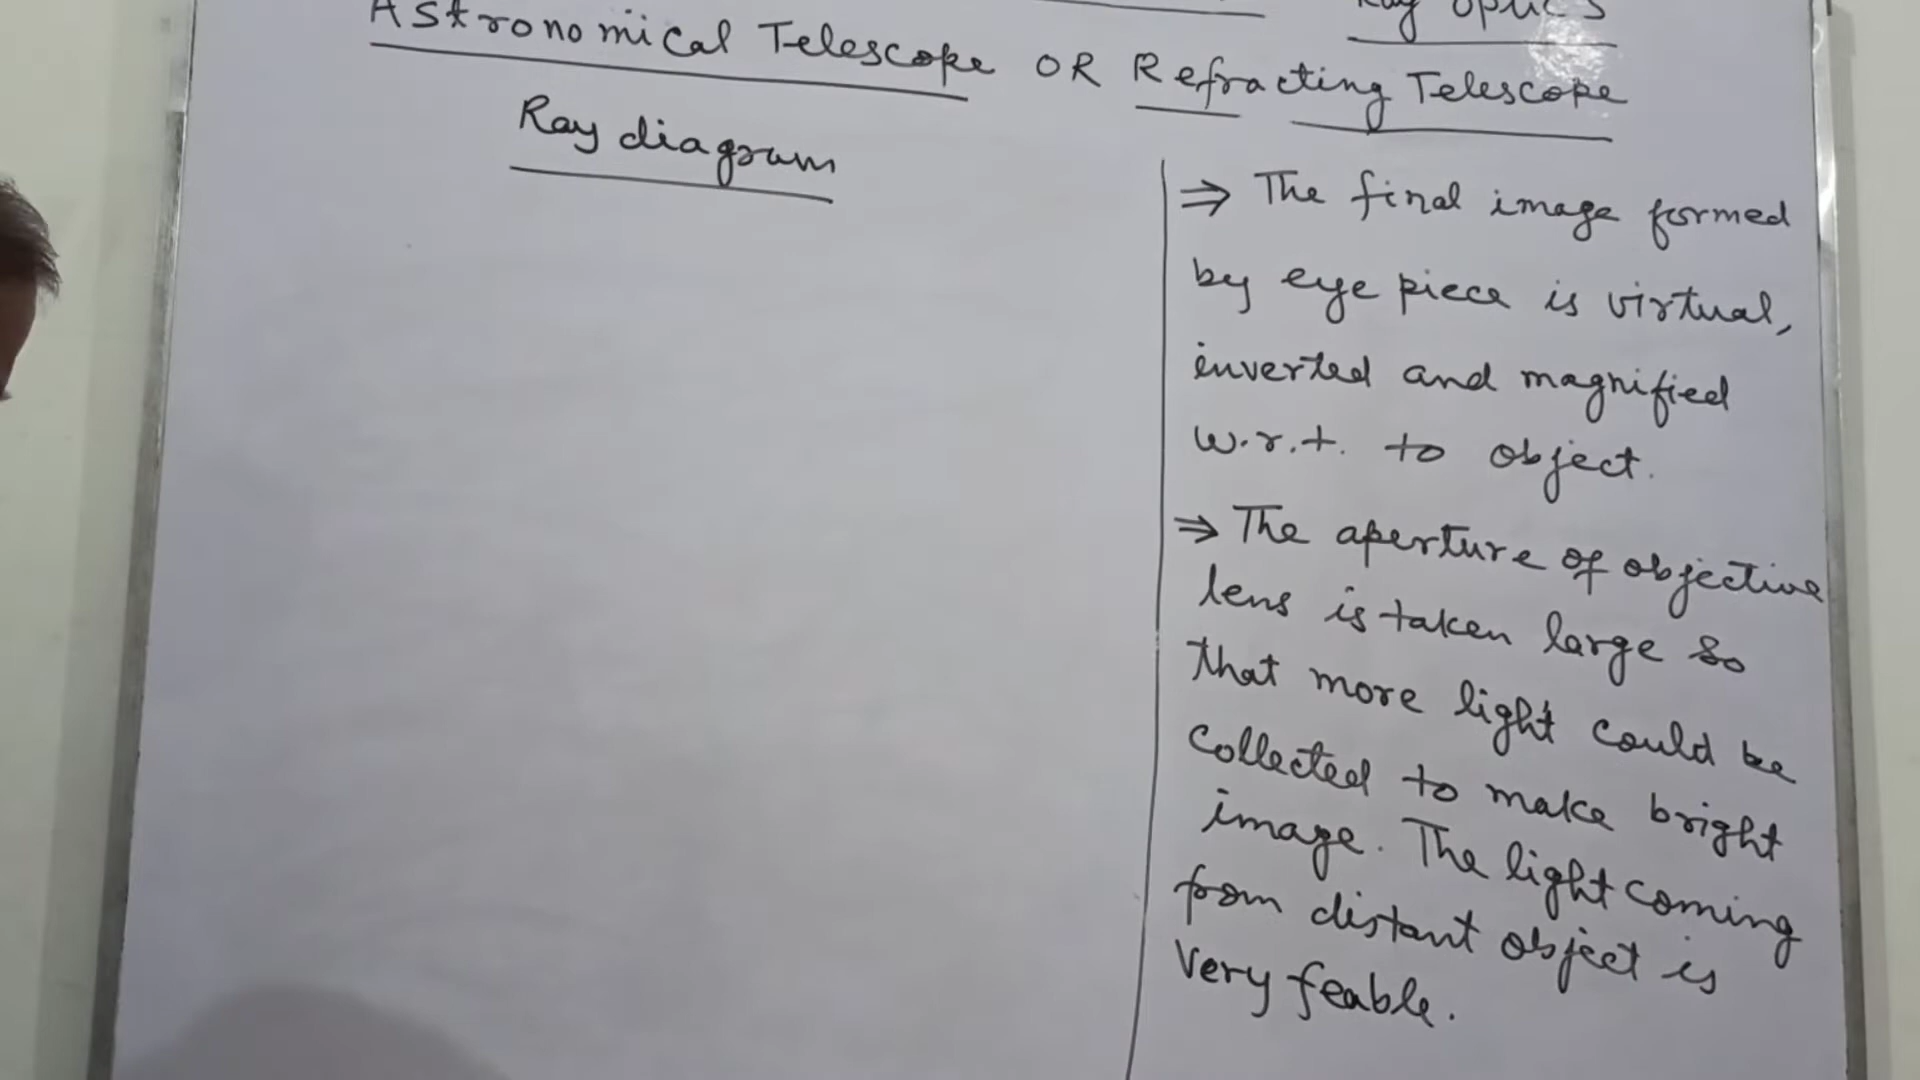 Ray Optics
Astronomical Telescope OR Refracting Telescope
Ray diagram
⇒ The final image formed
by eye piece is virtual,
inverted and magnified
w.r.t. to object.
⇒ The aperture of objective
lens is taken large so
that more light could be
collected to make bright
image. The light coming
from distant object is
very feable.